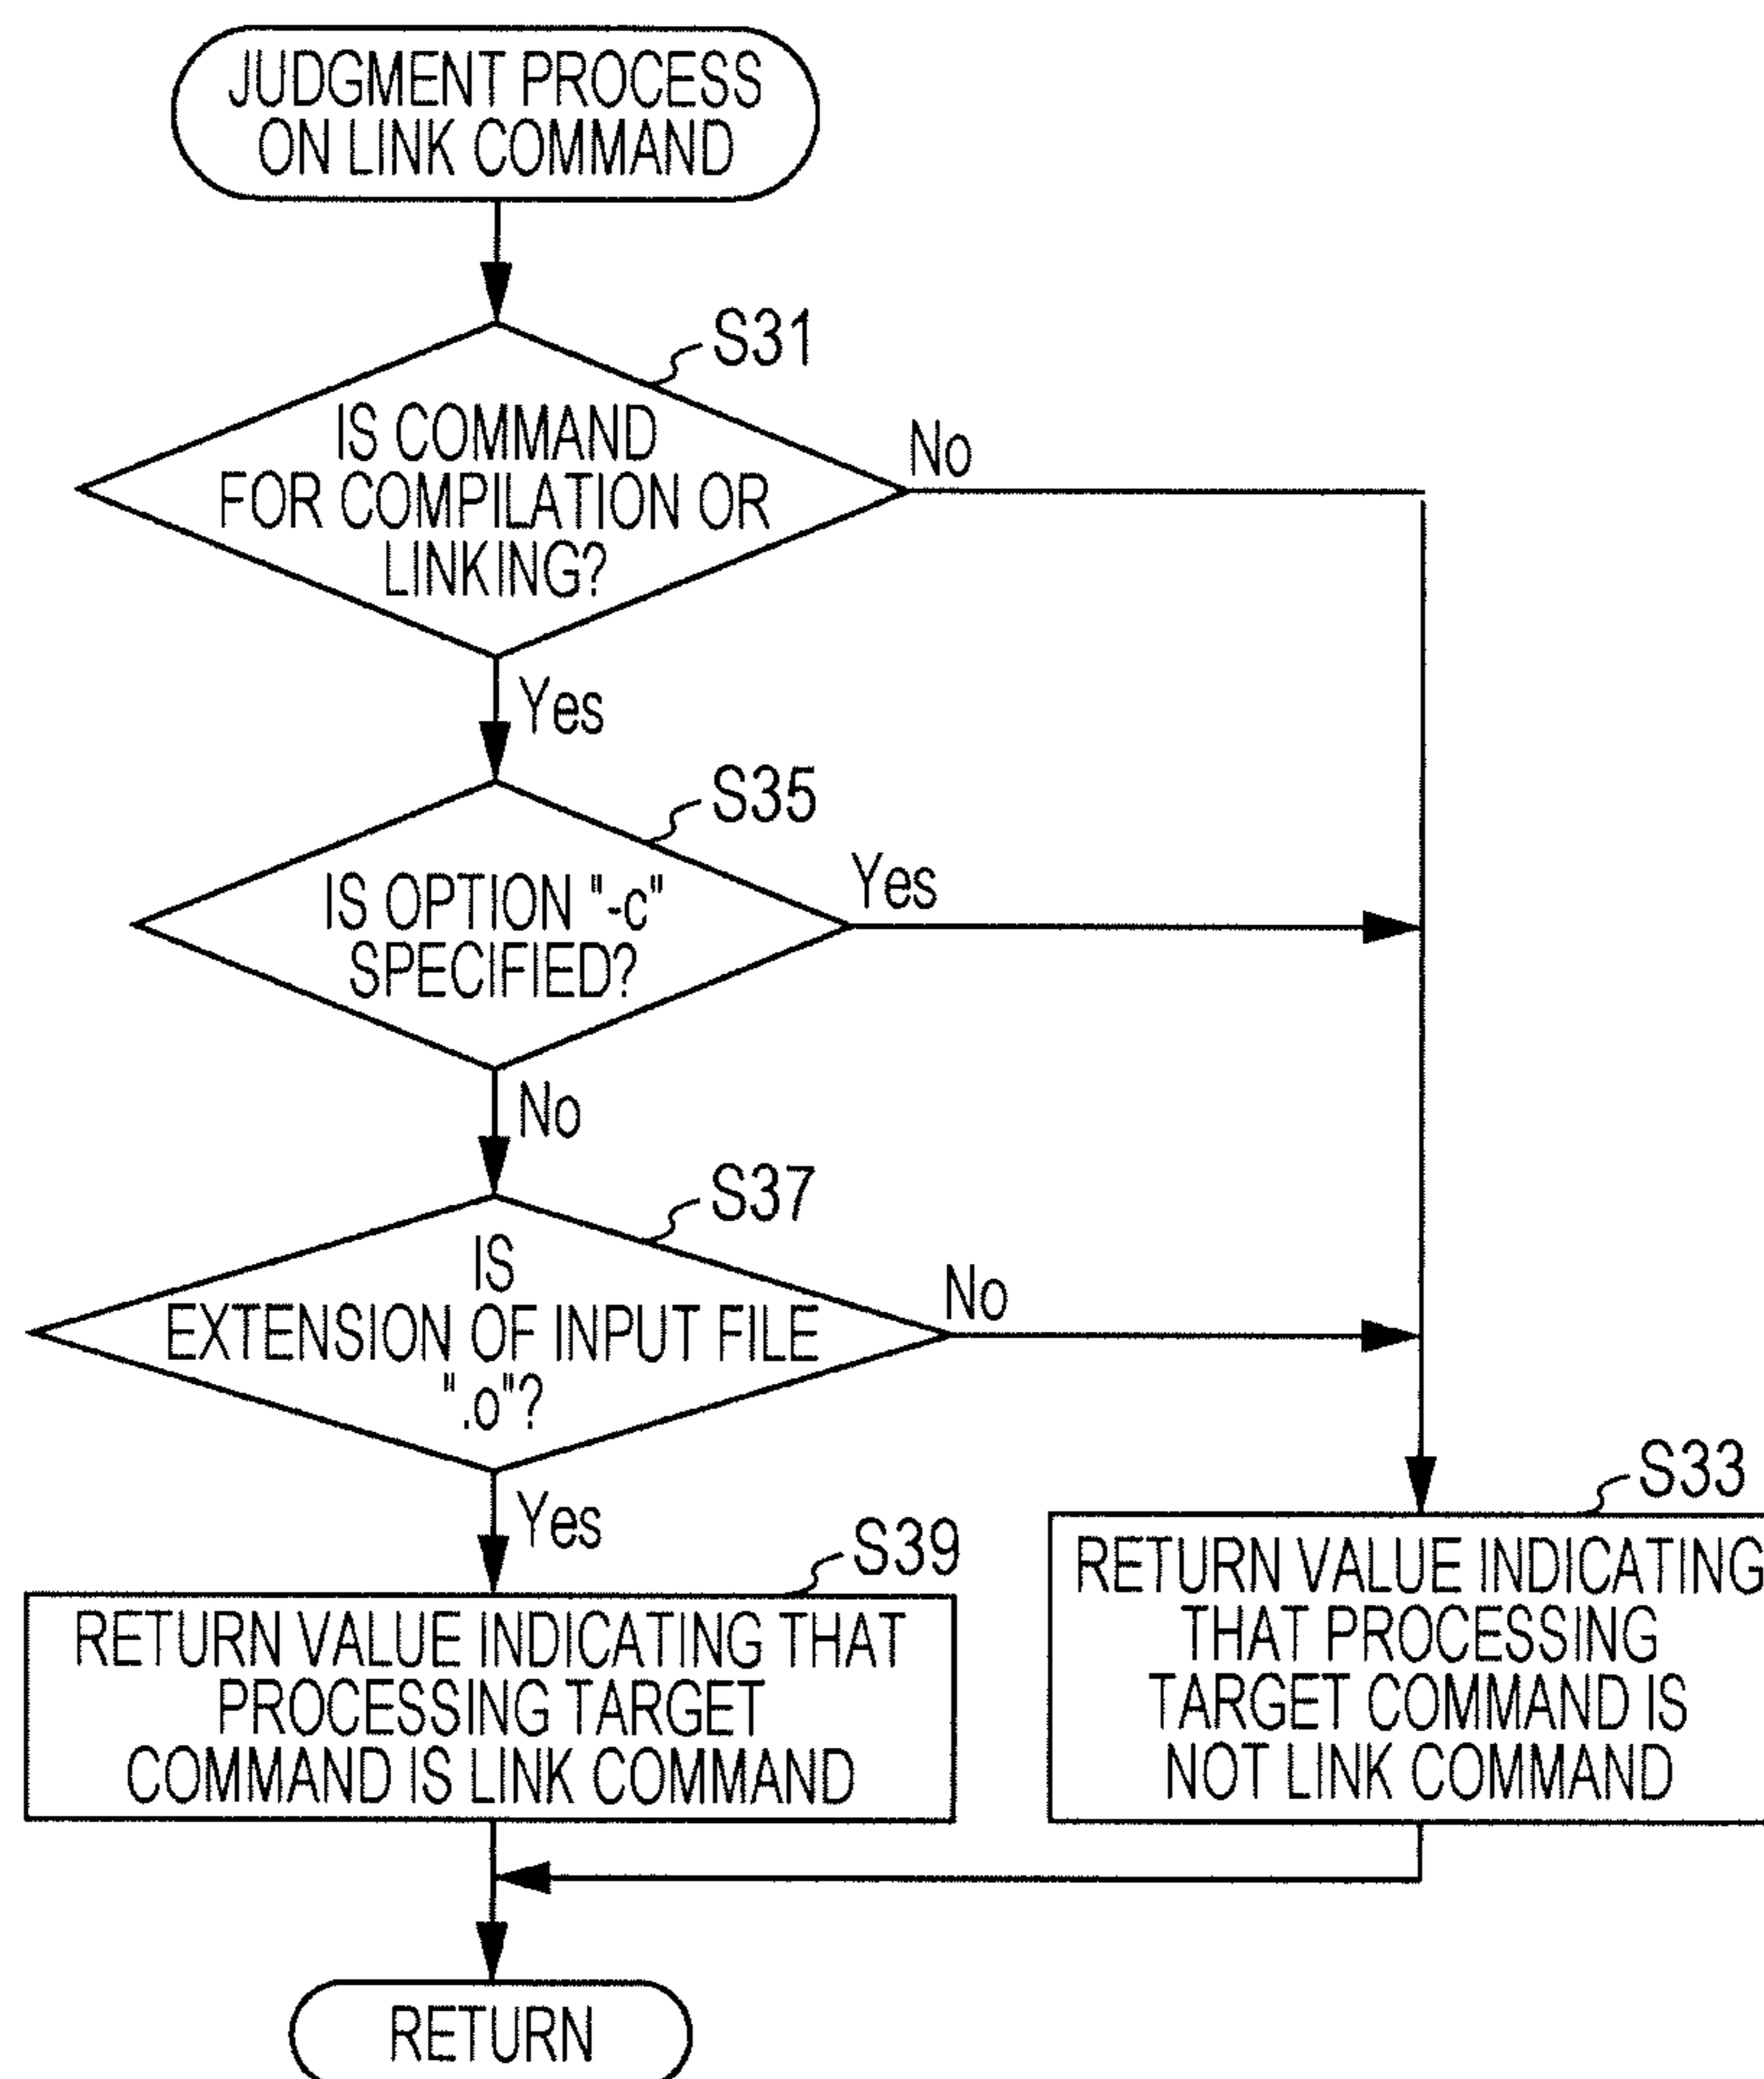 JUDGMENT PROCESS
ON LINK COMMAND
S31
IS COMMAND
FOR COMPILATION OR
LINKING?
No
Yes
S35
IS OPTION "-c"
SPECIFIED?
Yes
No
S37
IS
EXTENSION OF INPUT FILE
".o"?
No
Yes
S39
RETURN VALUE INDICATING THAT
PROCESSING TARGET
COMMAND IS LINK COMMAND
S33
RETURN VALUE INDICATING
THAT PROCESSING
TARGET COMMAND IS
NOT LINK COMMAND
RETURN